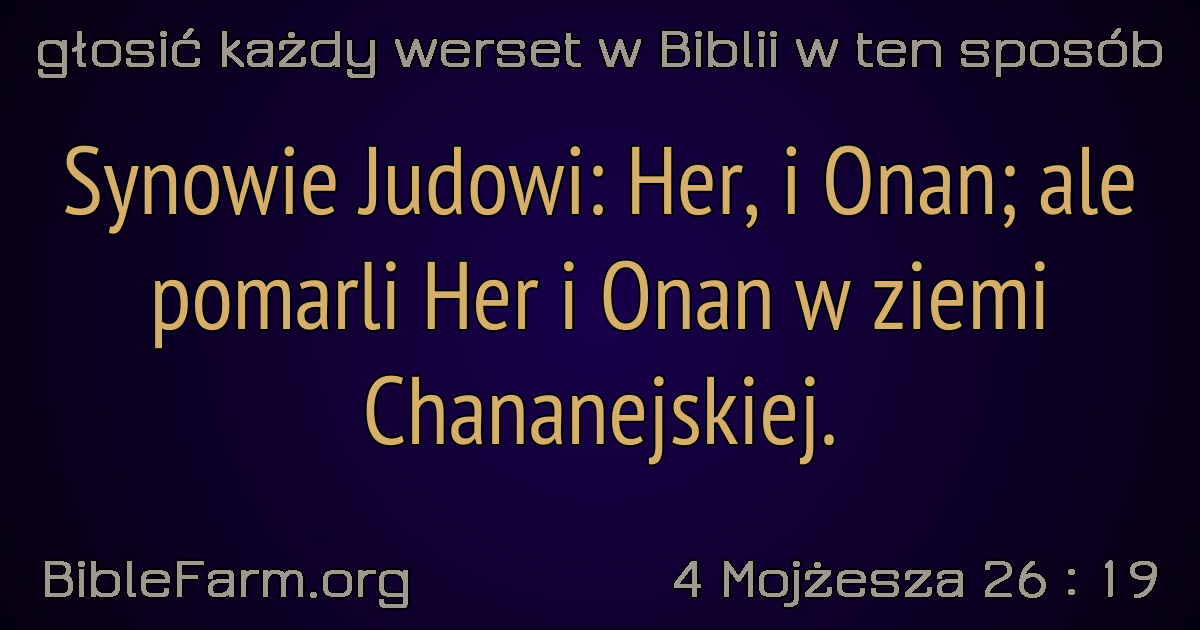 głosić każdy werset w Biblii w ten sposób
Synowie Judowi: Her, i Onan; ale
pomarli Her i Onan w ziemi
Chananejskiej.
BibleFarm.org
4 Mojżesza 26 : 19